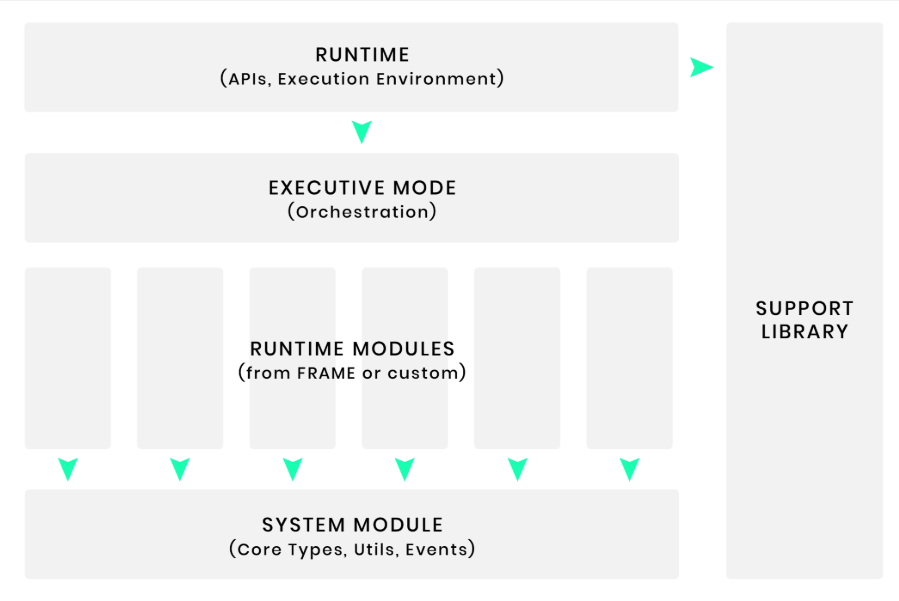 RUNTIME
(APIs, Execution Environment)
EXECUTIVE MODE
(Orchestration)
RUNTIME MODULES
(from FRAME or custom)
SYSTEM MODULE
(Core Types, Utils, Events)
SUPPORT
LIBRARY